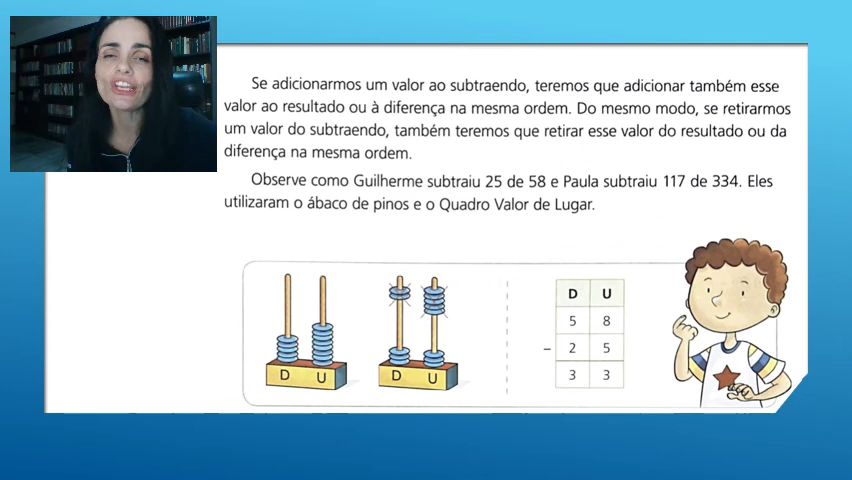 Se adicionarmos um valor ao subtraendo, teremos que adicionar também esse
valor ao resultado ou à diferença na mesma ordem. Do mesmo modo, se retirarmos
um valor do subtraendo, também teremos que retirar esse valor do resultado ou da
diferença na mesma ordem.
Observe como Guilherme subtraiu 25 de 58 e Paula subtraiu 117 de 334. Eles
utilizaram o ábaco de pinos e o Quadro Valor de Lugar.
D U
D U
D U
5 8
– 2 5
3 3